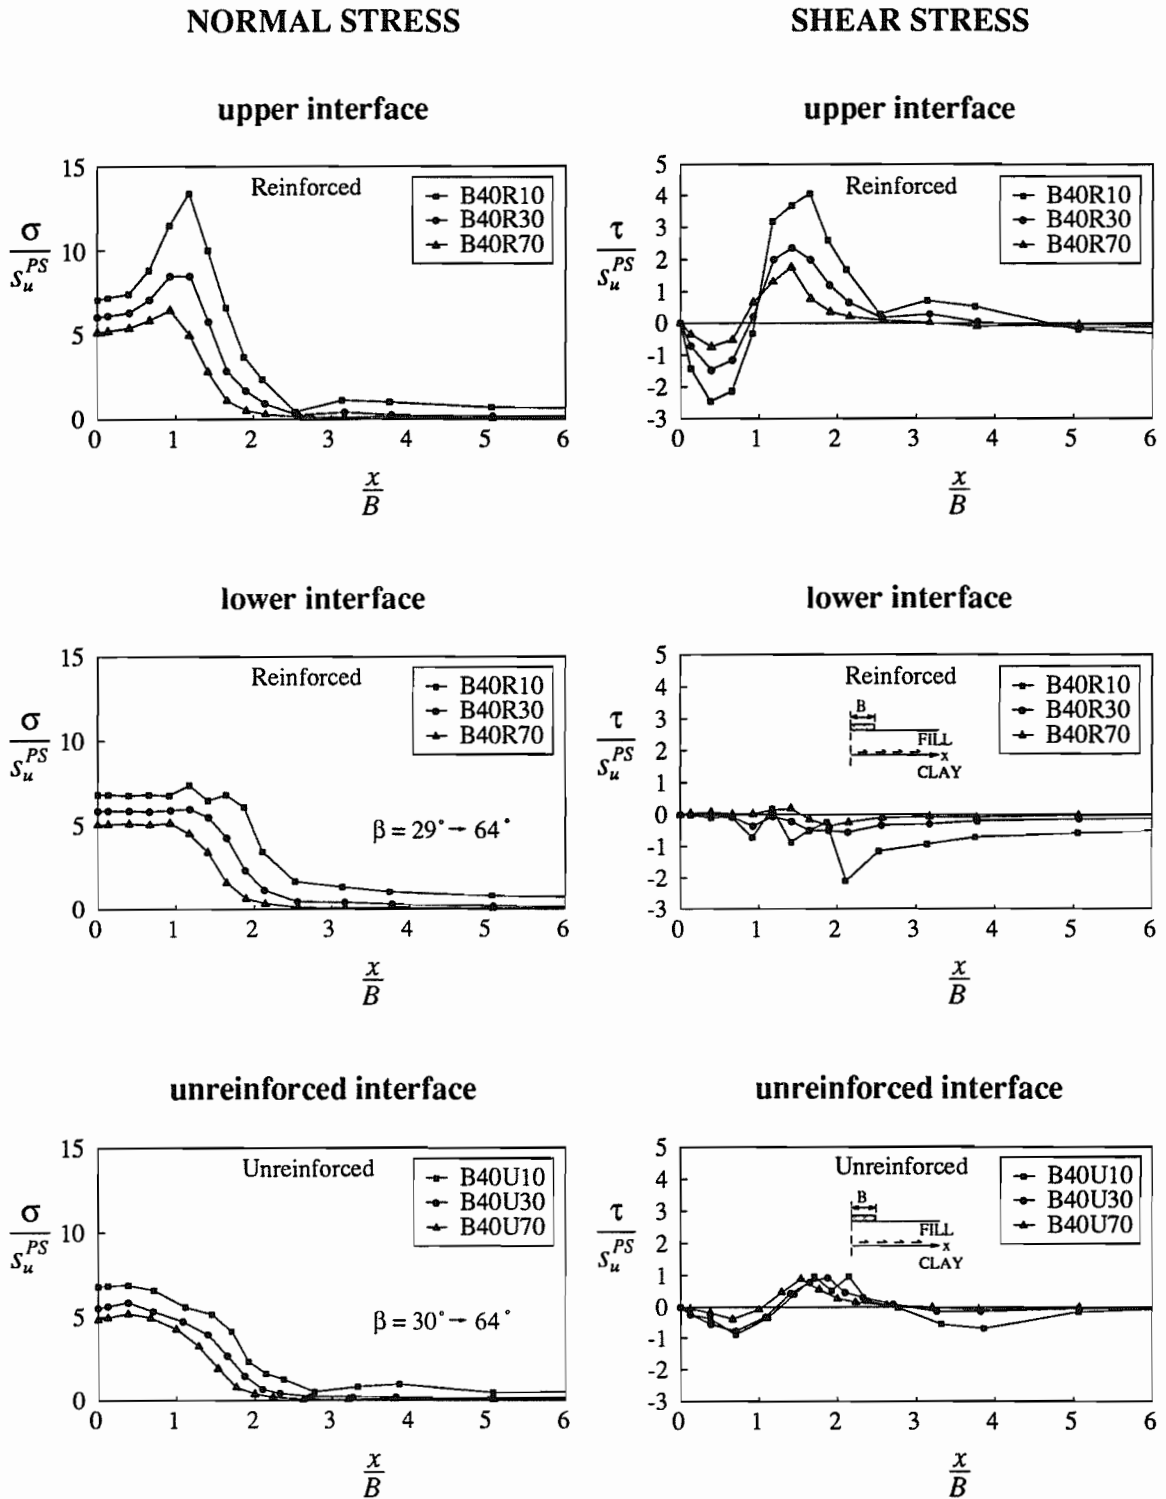 NORMAL STRESS
SHEAR STRESS
upper interface
upper interface
15
10
5
0
σ
s_u^PS
Reinforced
B40R10
B40R30
B40R70
0 1 2 3 4 5 6
x
B
5
4
3
2
1
0
-1
-2
-3
τ
s_u^PS
Reinforced
B40R10
B40R30
B40R70
0 1 2 3 4 5 6
x
B
lower interface
lower interface
15
10
5
0
σ
s_u^PS
Reinforced
B40R10
B40R30
B40R70
β = 29° → 64°
0 1 2 3 4 5 6
x
B
5
4
3
2
1
0
-1
-2
-3
τ
s_u^PS
Reinforced
B40R10
B40R30
B40R70
B
FILL
x
CLAY
0 1 2 3 4 5 6
x
B
unreinforced interface
unreinforced interface
15
10
5
0
σ
s_u^PS
Unreinforced
B40U10
B40U30
B40U70
β = 30° → 64°
0 1 2 3 4 5 6
x
B
5
4
3
2
1
0
-1
-2
-3
τ
s_u^PS
Unreinforced
B40U10
B40U30
B40U70
B
FILL
x
CLAY
0 1 2 3 4 5 6
x
B